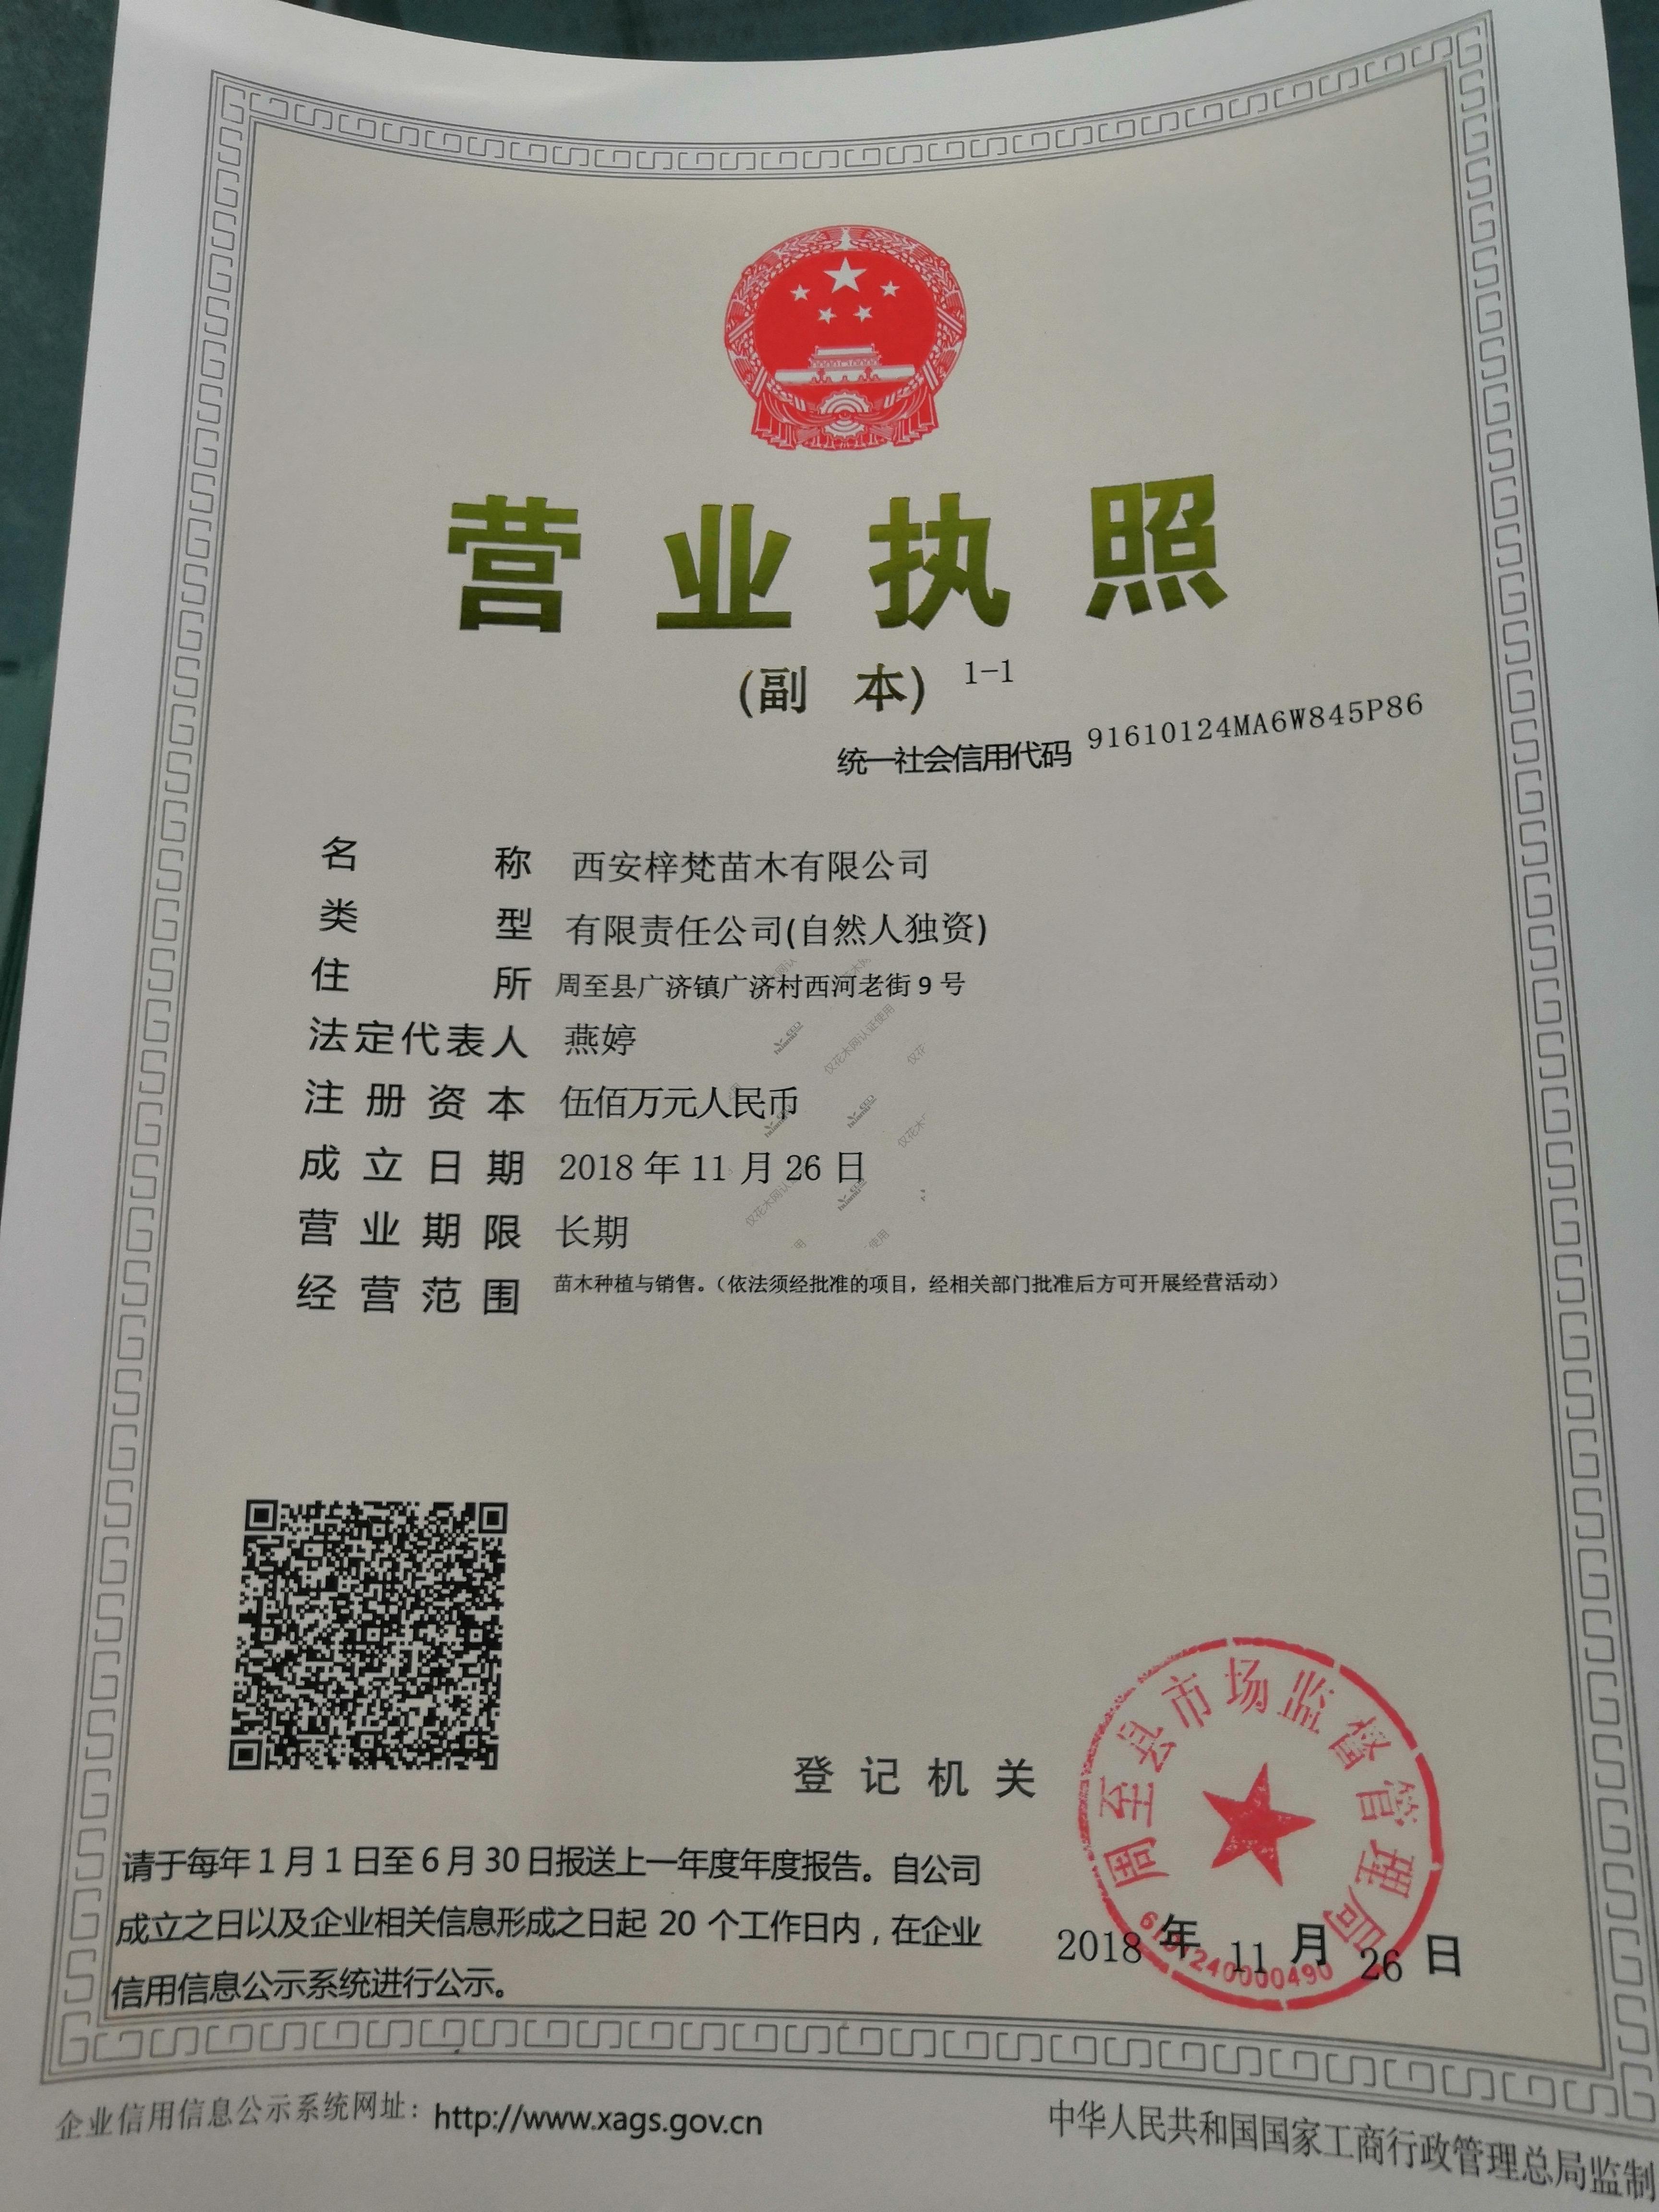 营业执照
(副 本) 1-1
统一社会信用代码 91610124MA6W845P86
名 称 西安梓梵苗木有限公司
类 型 有限责任公司(自然人独资)
住 所 周至县广济镇广济村西河老街9号
法定代表人 燕婷
注册资本 伍佰万元人民币
成立日期 2018年11月26日
营业期限 长期
经营范围 苗木种植与销售。（依法须经批准的项目，经相关部门批准后方可开展经营活动）
仅花木网认证使用
登记机关
周至县市场监督管理局
请于每年1月1日至6月30日报送上一年度年度报告。自公司
成立之日以及企业相关信息形成之日起 20 个工作日内，在企业
信用信息公示系统进行公示。
2018 年 11 月 26 日
企业信用信息公示系统网址：http://www.xags.gov.cn
中华人民共和国国家工商行政管理总局监制